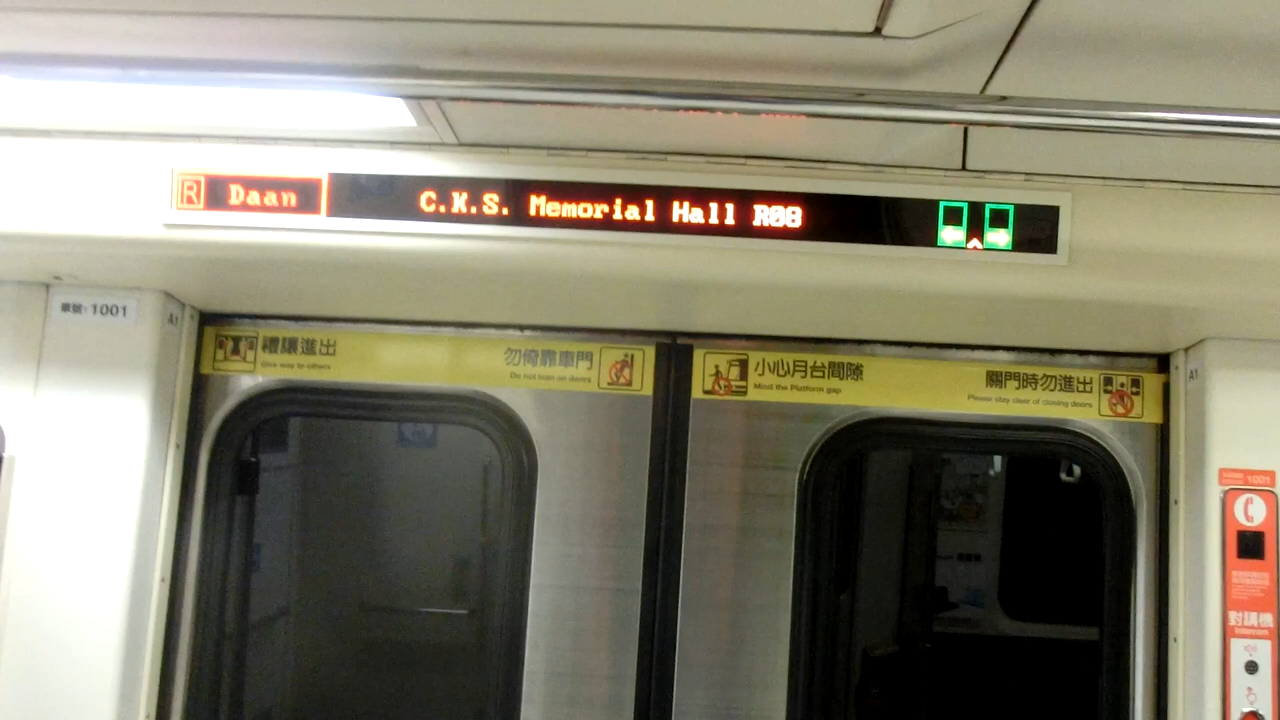 R Daan C.K.S. Memorial Hall R08
車號: 1001
A1
禮讓進出
Give way to others
勿倚靠車門
Do not lean on doors
小心月台間隙
Mind the Platform gap
關門時勿進出
Please stay clear of closing doors
A1
1001
對講機
Intercom